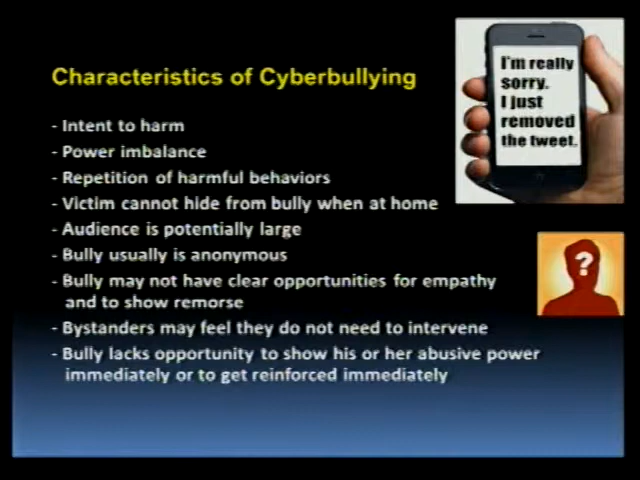 Characteristics of Cyberbullying
- Intent to harm
- Power imbalance
- Repetition of harmful behaviors
- Victim cannot hide from bully when at home
- Audience is potentially large
- Bully usually is anonymous
- Bully may not have clear opportunities for empathy
and to show remorse
- Bystanders may feel they do not need to intervene
- Bully lacks opportunity to show his or her abusive power
immediately or to get reinforced immediately
I'm really
sorry.
I just
removed
the tweet.
?